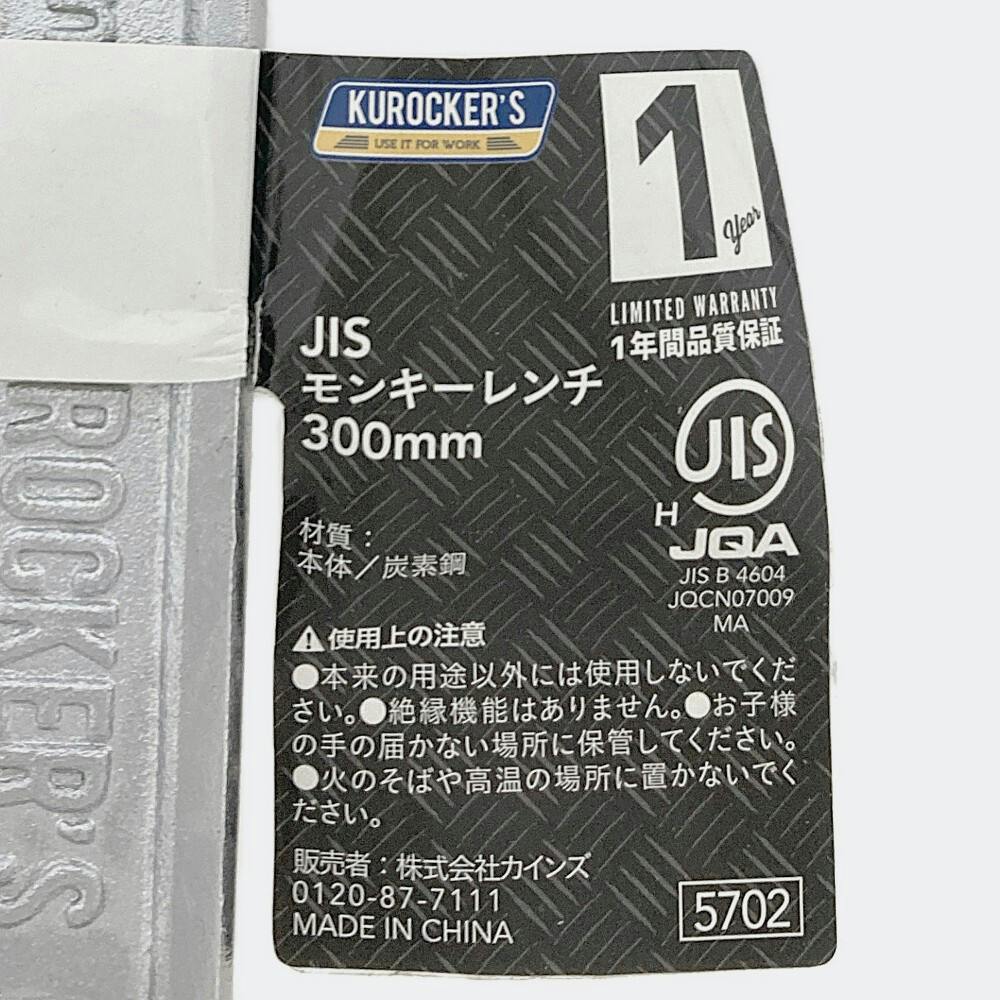 KUROCKER'S
USE IT FOR WORK
1
Year
LIMITED WARRANTY
1年間品質保証
JIS
モンキーレンチ
300mm
JIS
H
JQA
JIS B 4604
JQCN07009
MA
材質：
本体／炭素鋼
使用上の注意
●本来の用途以外には使用しないでくだ
さい。●絶縁機能はありません。●お子様
の手の届かない場所に保管してください。
●火のそばや高温の場所に置かないでく
ださい。
販売者：株式会社カインズ
0120-87-7111
MADE IN CHINA
5702
ROCKER'S